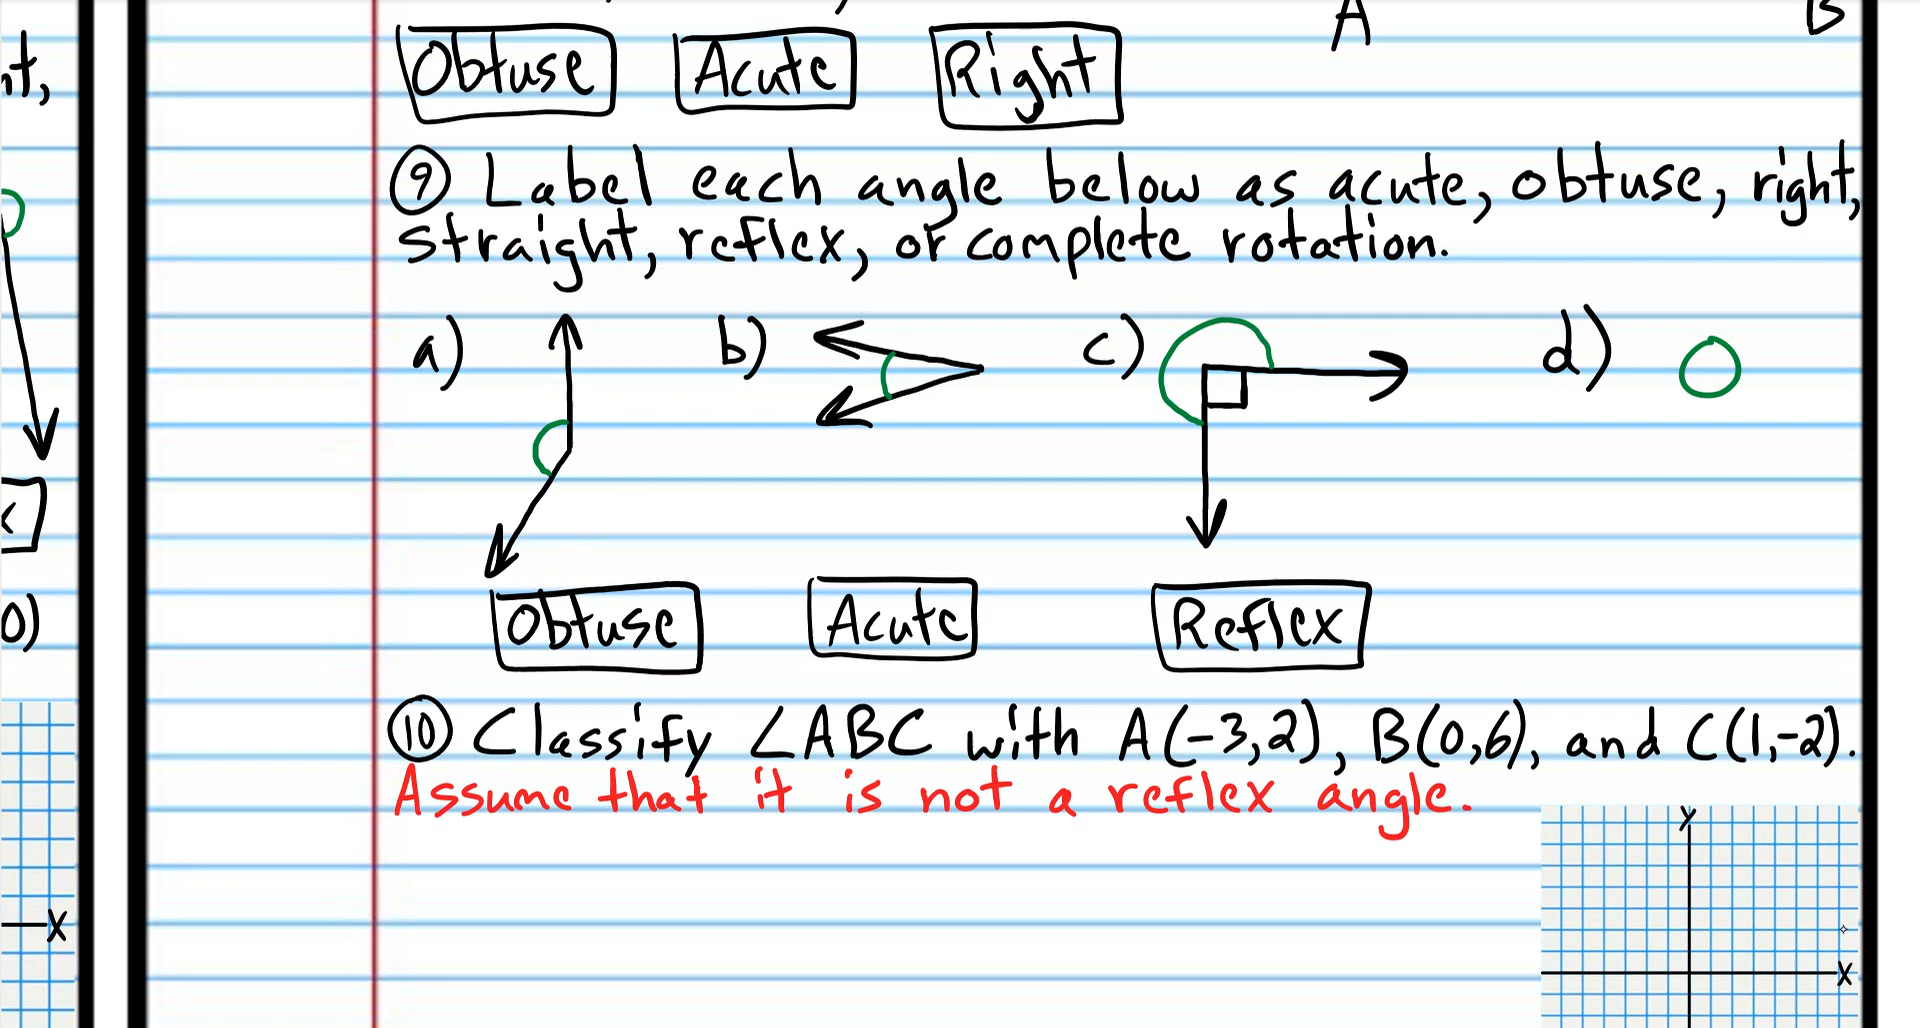 nt,
A B
Obtuse Acute Right
9 Label each angle below as acute, obtuse, right,
straight, reflex, or complete rotation.
a) b) c) d)
Obtuse Acute Reflex
0)
10 Classify ∠ABC with A(-3,2), B(0,6), and C(1,-2).
Assume that it is not a reflex angle.
y
x
x